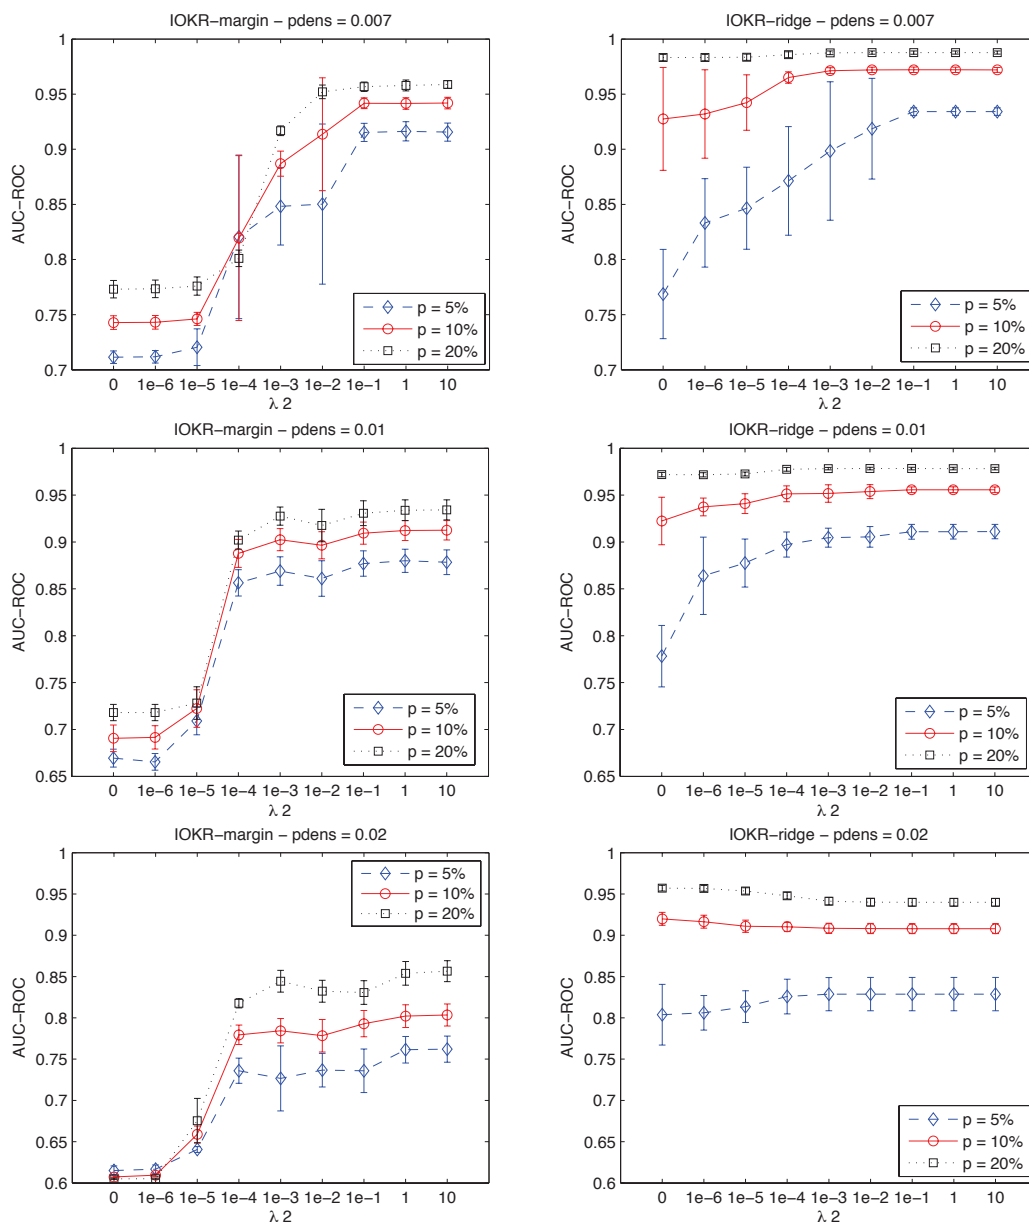 IOKR-margin - pdens = 0.007
1
0.95
0.9
0.85
0.8
0.75
0.7
AUC-ROC
p = 5%
p = 10%
p = 20%
0 1e-6 1e-5 1e-4 1e-3 1e-2 1e-1 1 10
λ 2
IOKR-ridge - pdens = 0.007
1
0.95
0.9
0.85
0.8
0.75
0.7
AUC-ROC
p = 5%
p = 10%
p = 20%
0 1e-6 1e-5 1e-4 1e-3 1e-2 1e-1 1 10
λ 2
IOKR-margin - pdens = 0.01
1
0.95
0.9
0.85
0.8
0.75
0.7
0.65
AUC-ROC
p = 5%
p = 10%
p = 20%
0 1e-6 1e-5 1e-4 1e-3 1e-2 1e-1 1 10
λ 2
IOKR-ridge - pdens = 0.01
1
0.95
0.9
0.85
0.8
0.75
0.7
0.65
AUC-ROC
p = 5%
p = 10%
p = 20%
0 1e-6 1e-5 1e-4 1e-3 1e-2 1e-1 1 10
λ 2
IOKR-margin - pdens = 0.02
1
0.95
0.9
0.85
0.8
0.75
0.7
0.65
0.6
AUC-ROC
p = 5%
p = 10%
p = 20%
0 1e-6 1e-5 1e-4 1e-3 1e-2 1e-1 1 10
λ 2
IOKR-ridge - pdens = 0.02
1
0.95
0.9
0.85
0.8
0.75
0.7
0.65
0.6
AUC-ROC
p = 5%
p = 10%
p = 20%
0 1e-6 1e-5 1e-4 1e-3 1e-2 1e-1 1 10
λ 2